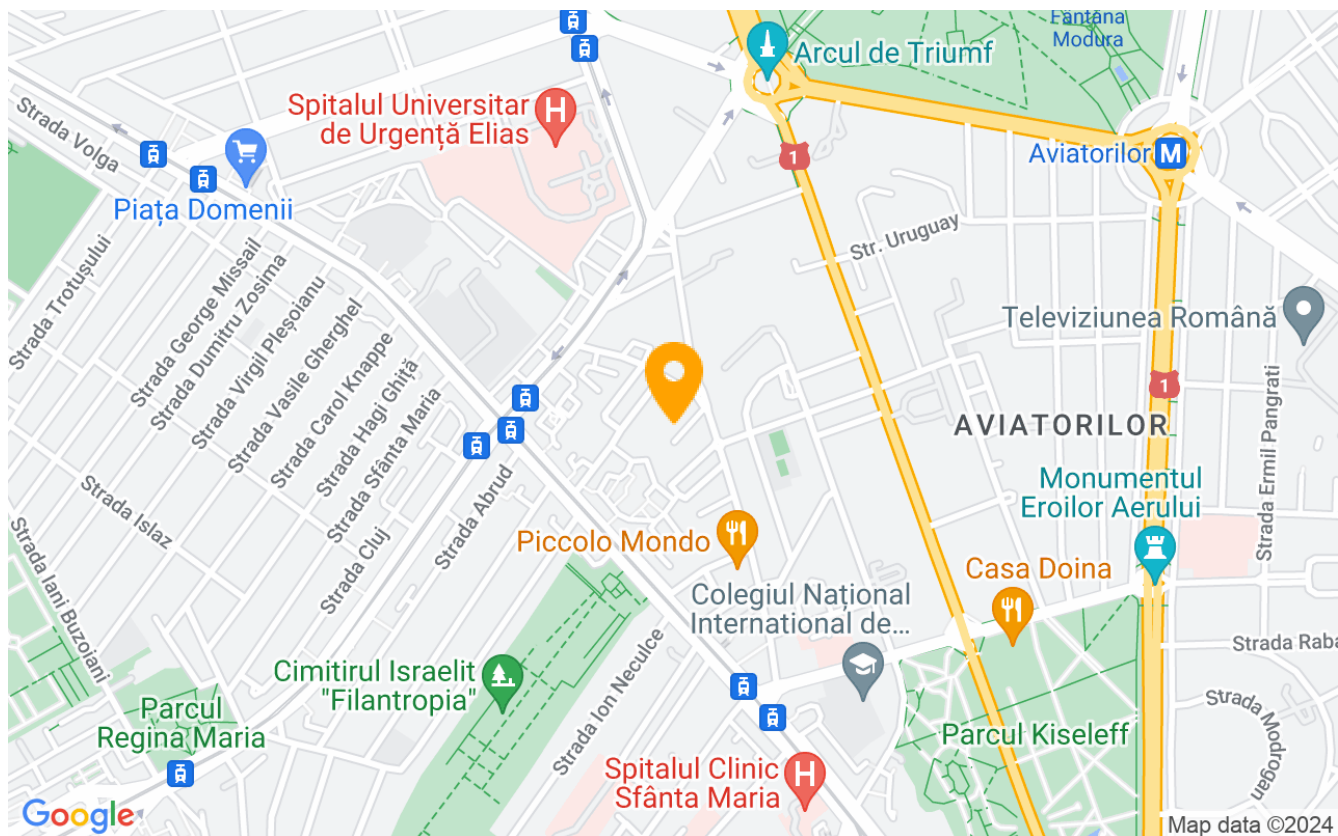 Fântâna
Modura
Arcul de Triumf
Spitalul Universitar
de Urgență Elias
H
Strada Volga
Aviatorilor M
1
Piața Domenii
Str. Uruguay
Strada Trotușului
Strada George Missail
Strada Dumitru Zosima
Strada Virgil Pleșoianu
Strada Vasile Gherghel
Strada Carol Knappe
Strada Hagi Ghiță
Strada Sfânta Maria
Televiziunea Română
1
AVIATORILOR
Strada Ermil Pangrati
Monumentul
Eroilor Aerului
Strada Islaz
Strada Cluj
Strada Abrud
Strada Iani Buzoiani
Piccolo Mondo
Casa Doina
Colegiul Național
International de...
Strada Raba
Cimitirul Israelit
"Filantropia"
Strada Ion Neculce
Parcul
Regina Maria
Parcul Kiseleff
Strada Modrogan
Spitalul Clinic
Sfânta Maria
H
Google
Map data ©2024